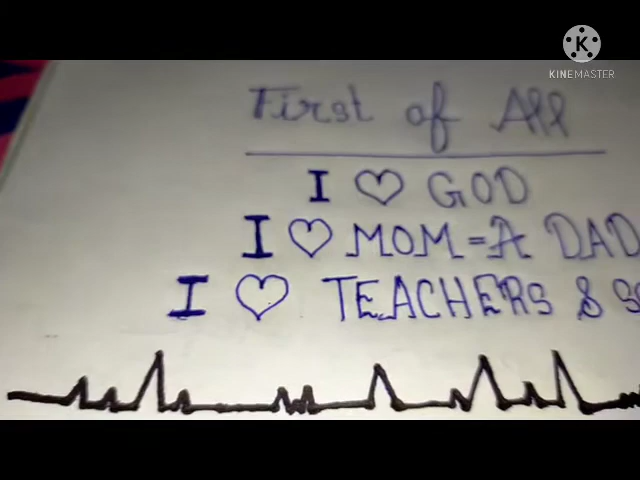 KINEMASTER
First of All
I ♡ GOD
I ♡ MOM = A DAD
I ♡ TEACHERS &